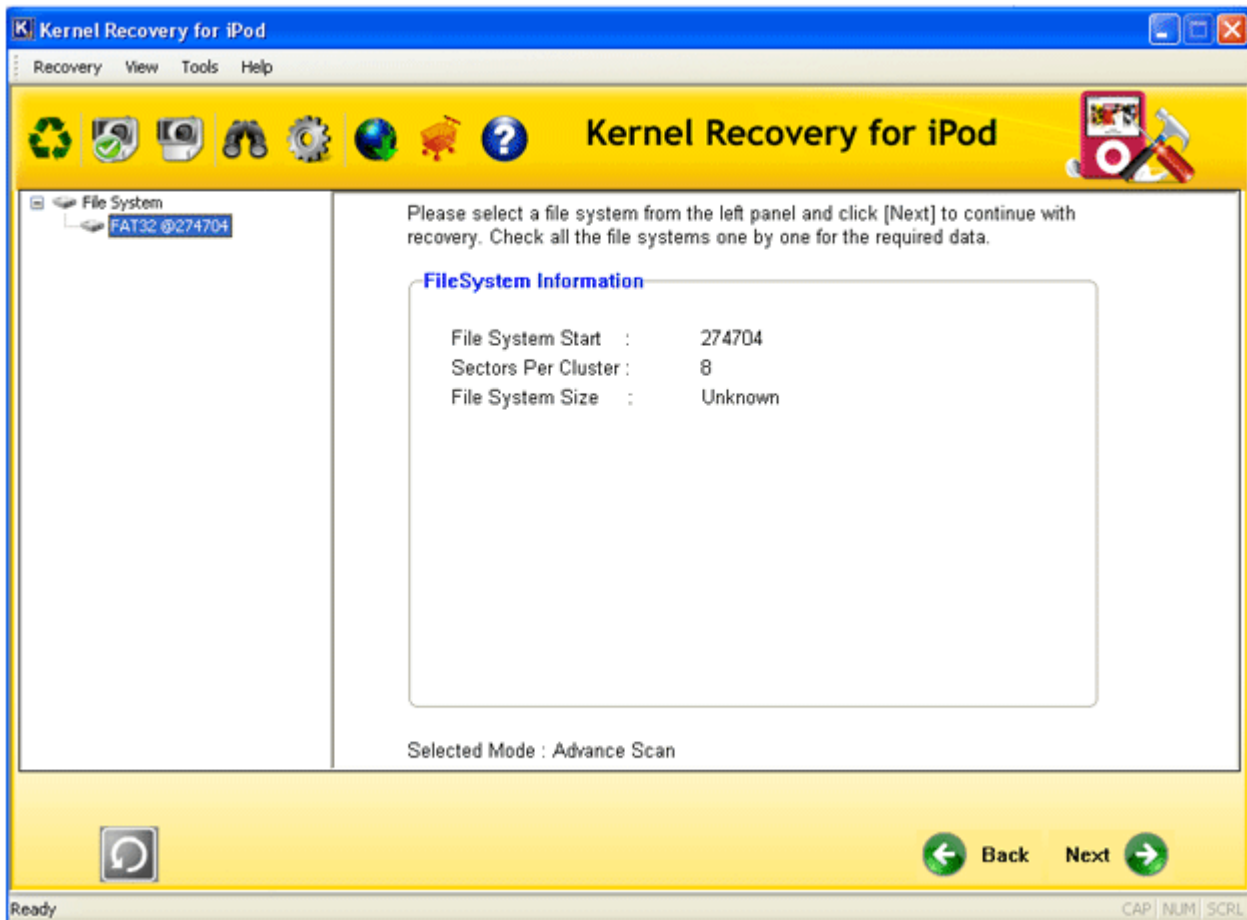 Kernel Recovery for iPod
Recovery View Tools Help
Kernel Recovery for iPod
File System
FAT32 @274704
Please select a file system from the left panel and click [Next] to continue with
recovery. Check all the file systems one by one for the required data.
FileSystem Information
File System Start : 274704
Sectors Per Cluster : 8
File System Size : Unknown
Selected Mode : Advance Scan
Back Next
Ready CAP NUM SCRL